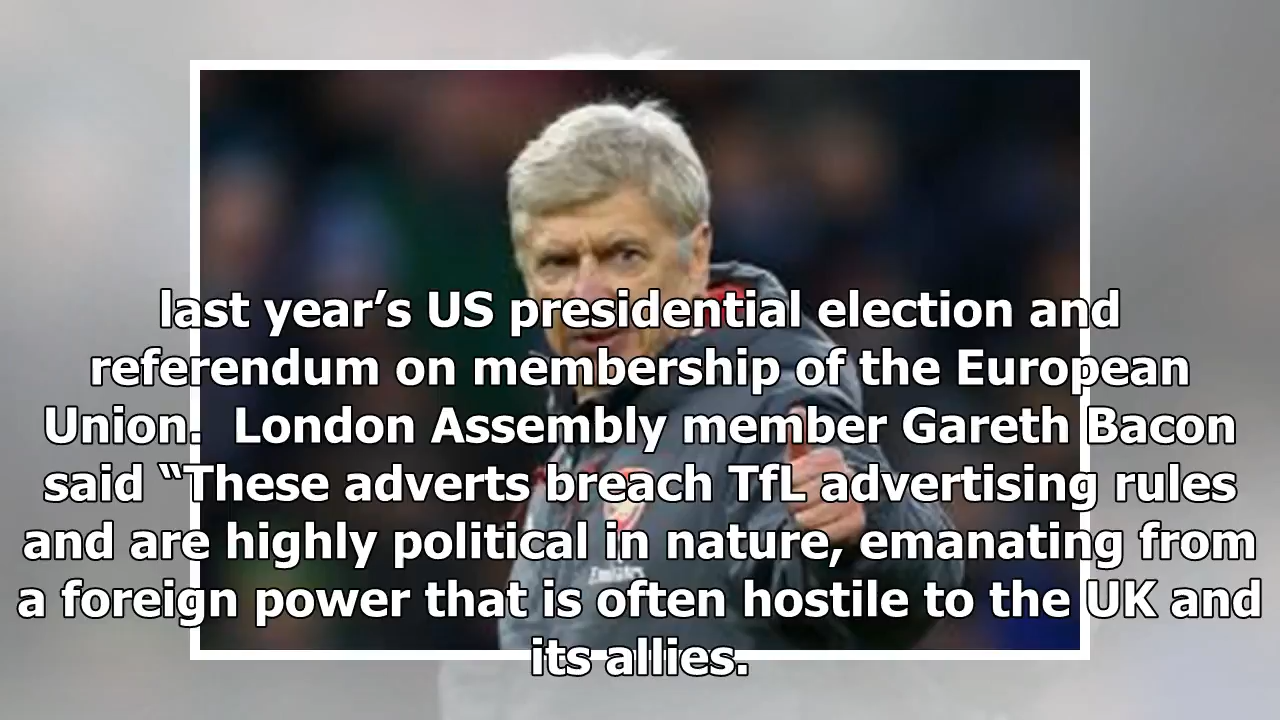 last year’s US presidential election and
referendum on membership of the European
Union.  London Assembly member Gareth Bacon
said “These adverts breach TfL advertising rules
and are highly political in nature, emanating from
a foreign power that is often hostile to the UK and
its allies.
Emirates